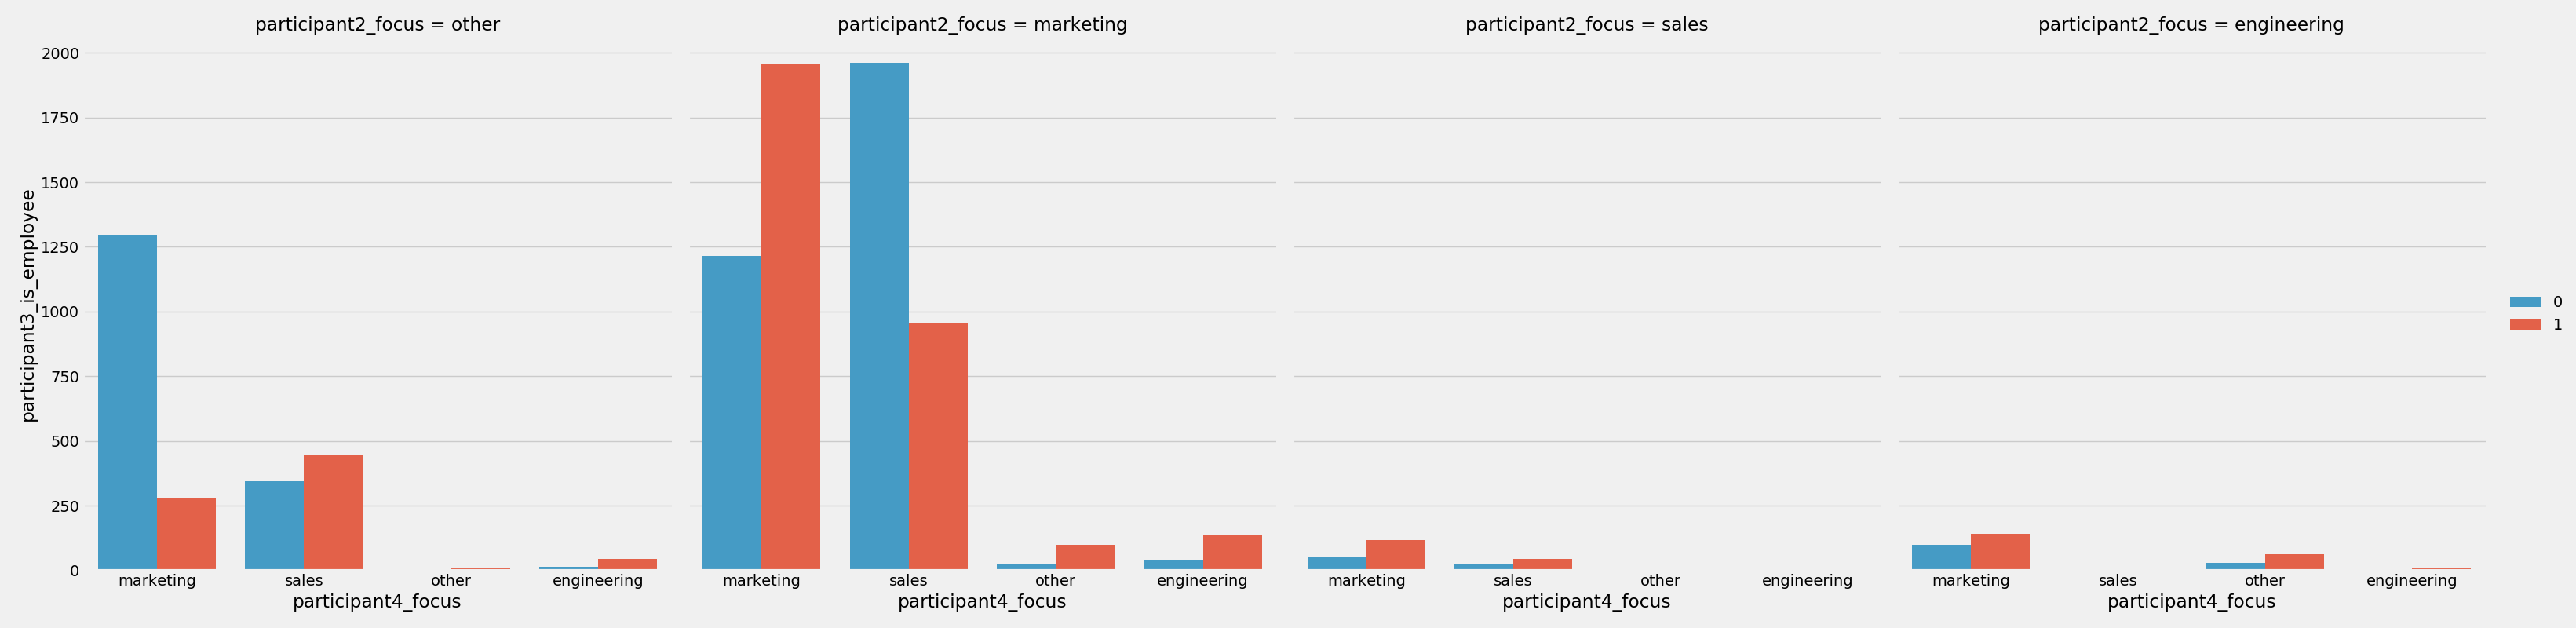 participant2_focus = other
participant2_focus = marketing
participant2_focus = sales
participant2_focus = engineering
participant3_is_employee
2000
1750
1500
1250
1000
750
500
250
0
marketing sales other engineering
marketing sales other engineering
marketing sales other engineering
marketing sales other engineering
participant4_focus
participant4_focus
participant4_focus
participant4_focus
0
1